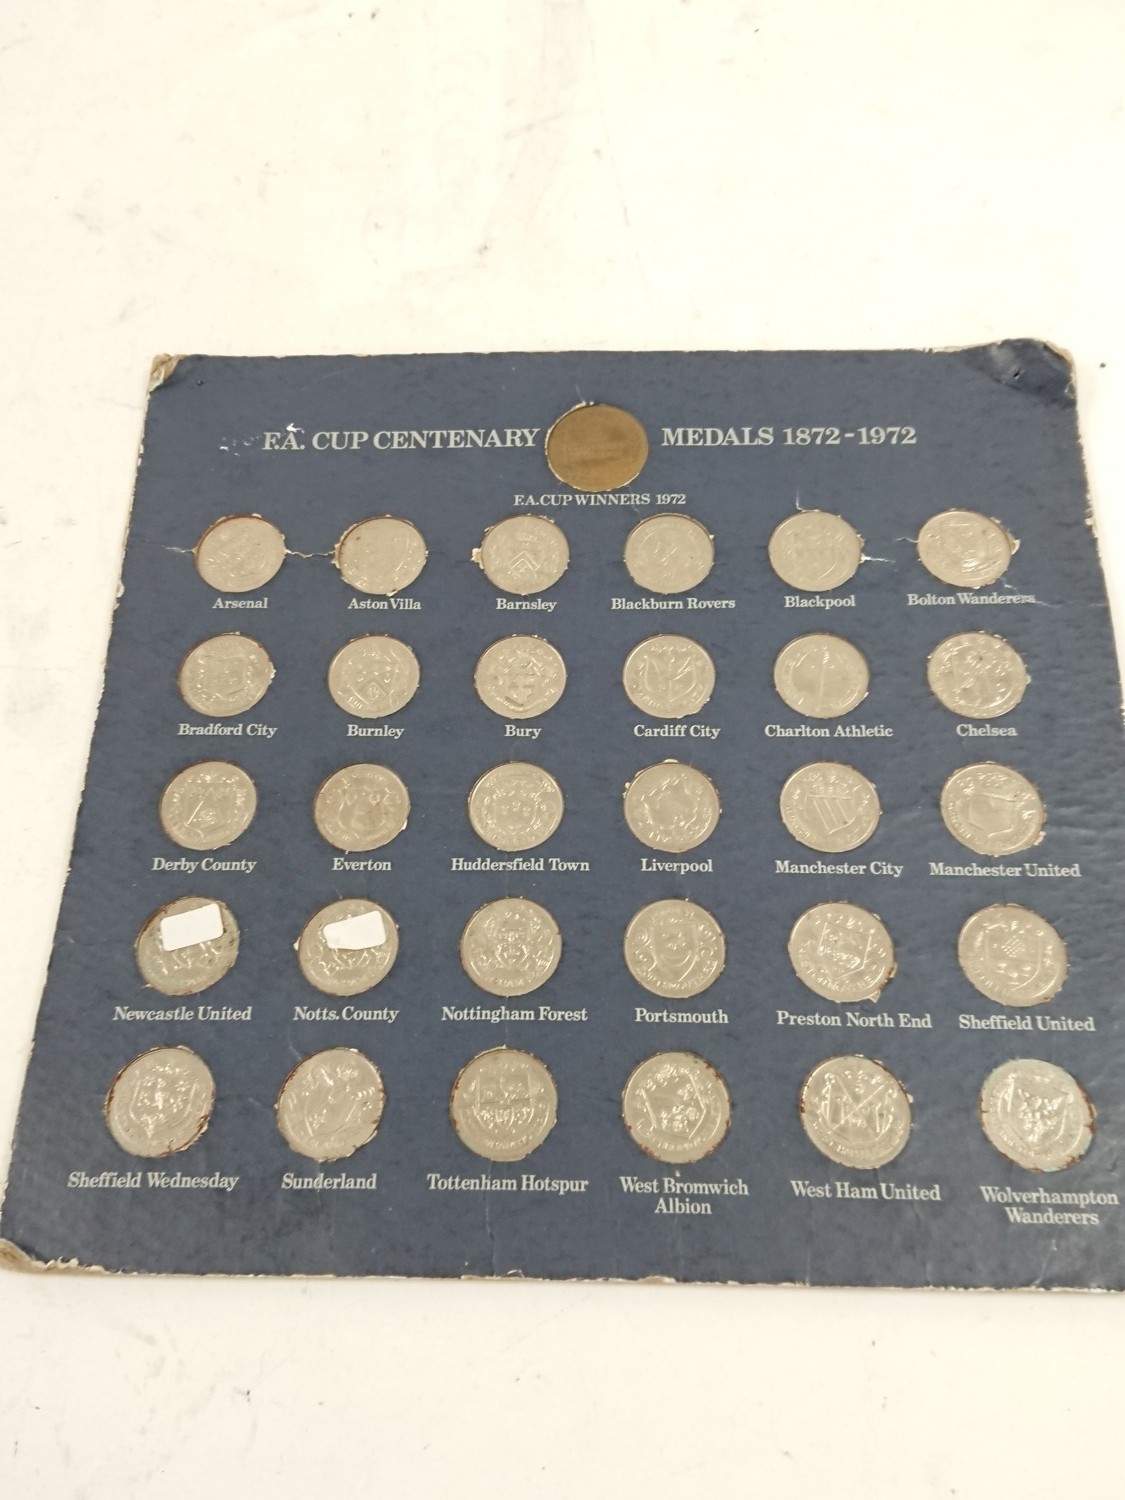 F.A. CUP CENTENARY MEDALS 1872-1972
F.A. CUP WINNERS 1972
Arsenal Aston Villa Barnsley Blackburn Rovers Blackpool Bolton Wanderers
Bradford City Burnley Bury Cardiff City Charlton Athletic Chelsea
Derby County Everton Huddersfield Town Liverpool Manchester City Manchester United
Newcastle United Notts. County Nottingham Forest Portsmouth Preston North End Sheffield United
Sheffield Wednesday Sunderland Tottenham Hotspur West Bromwich Albion West Ham United Wolverhampton Wanderers